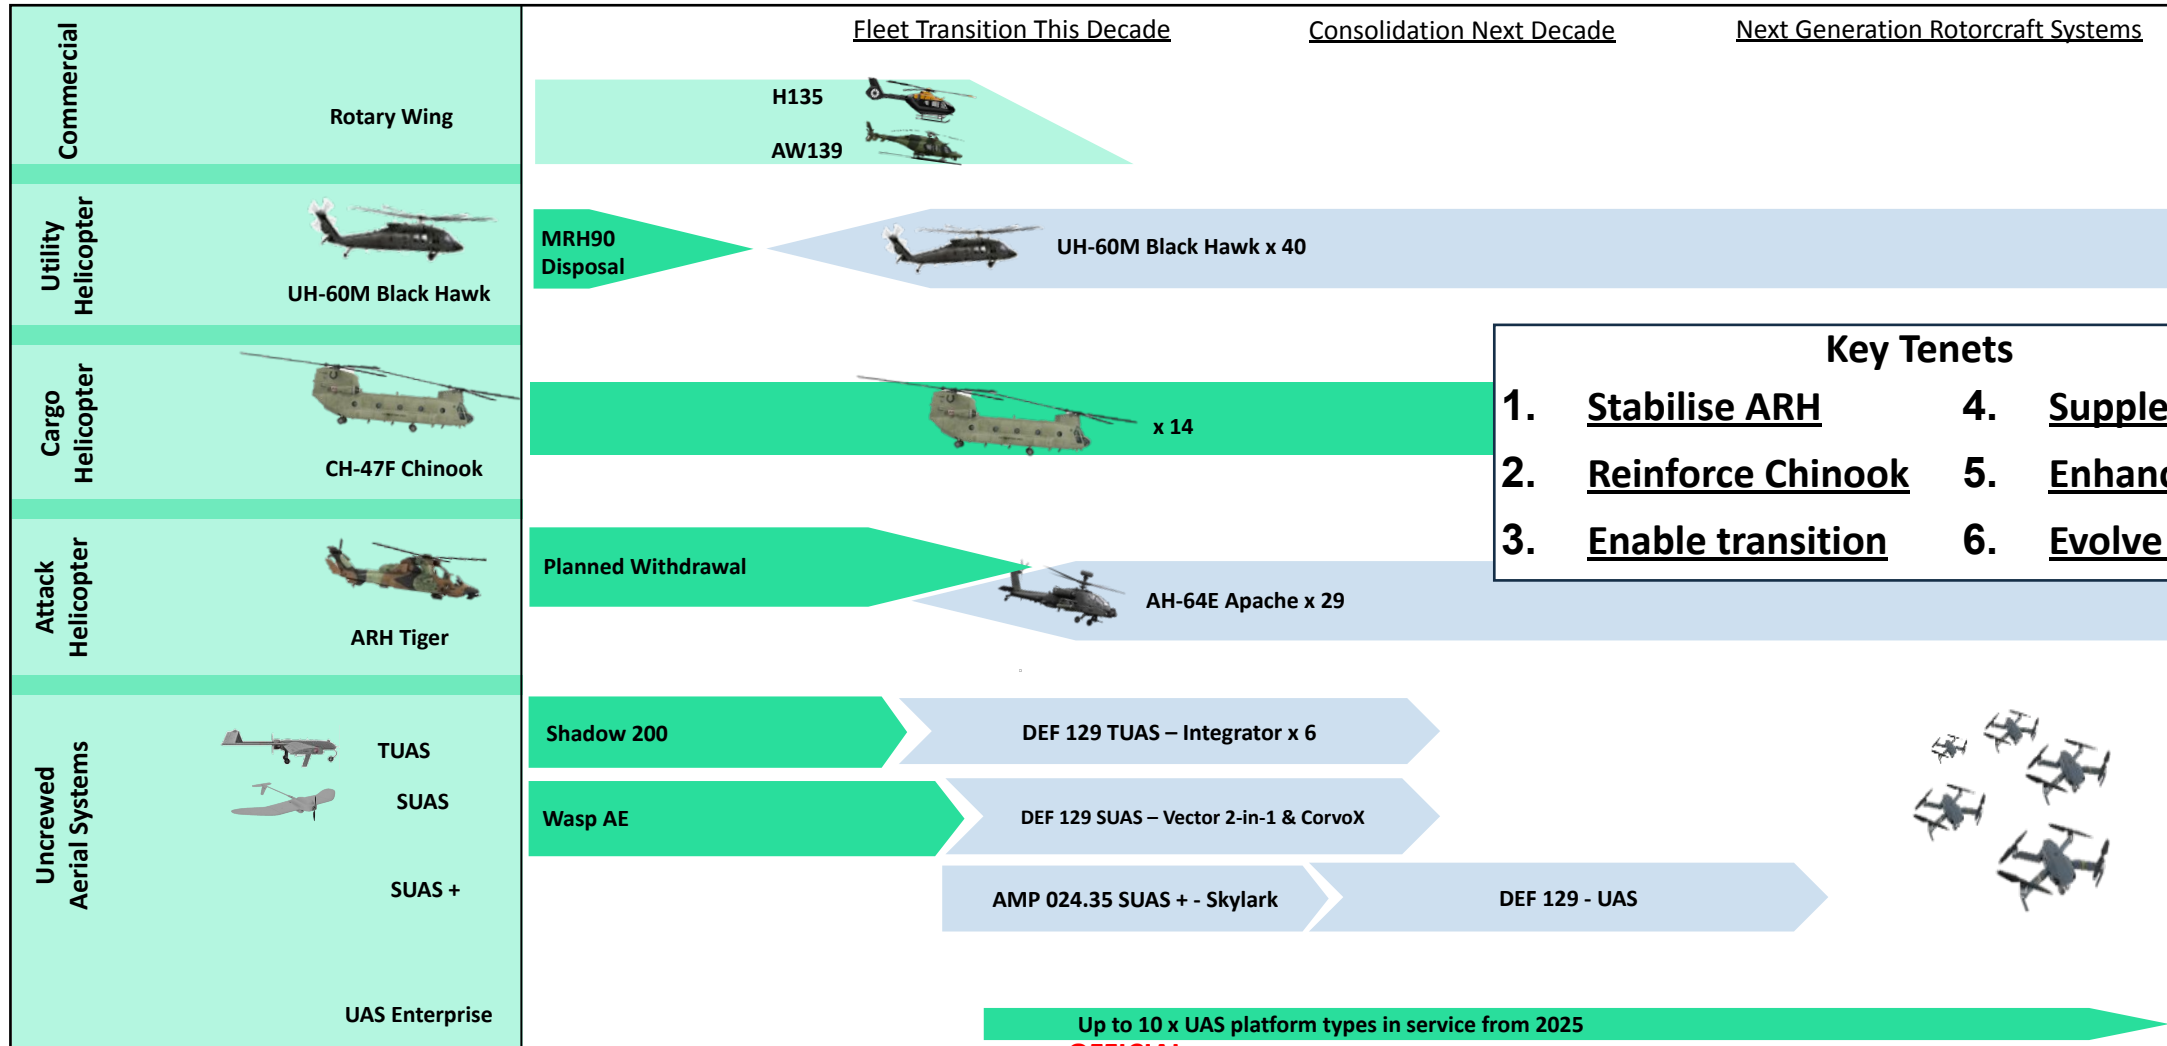 Fleet Transition This Decade
Consolidation Next Decade
Next Generation Rotorcraft Systems
Commercial
Rotary Wing
H135
AW139
Utility
Helicopter
UH-60M Black Hawk
MRH90
Disposal
UH-60M Black Hawk x 40
Cargo
Helicopter
CH-47F Chinook
x 14
Key Tenets
1. Stabilise ARH
2. Reinforce Chinook
3. Enable transition
4. Supple
5. Enhanc
6. Evolve
Attack
Helicopter
ARH Tiger
Planned Withdrawal
AH-64E Apache x 29
Uncrewed
Aerial Systems
TUAS
Shadow 200
DEF 129 TUAS – Integrator x 6
SUAS
Wasp AE
DEF 129 SUAS – Vector 2-in-1 & CorvoX
SUAS +
AMP 024.35 SUAS + - Skylark
DEF 129 - UAS
UAS Enterprise
Up to 10 x UAS platform types in service from 2025
OFFICIAL